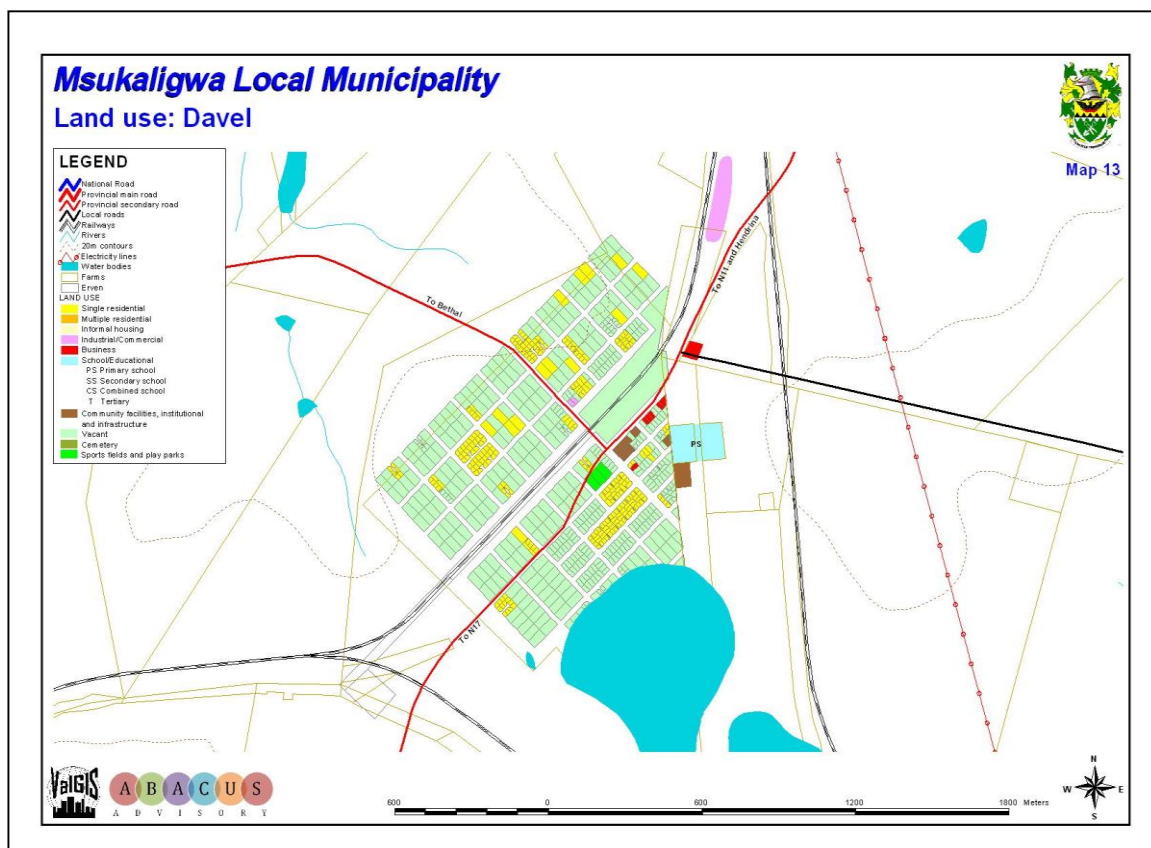 Msukaligwa Local Municipality
Land use: Davel
Map 13
LEGEND
National Road
Provincial main road
Provincial secondary road
Local roads
Railways
Rivers
20m contours
Electricity lines
Water bodies
Farms
Erven
LAND USE
Single residential
Multiple residential
Informal housing
Industrial/Commercial
Business
School/Educational
PS Primary school
SS Secondary school
CS Combined school
T Tertiary
Community facilities, institutional
and infrastructure
Vacant
Cemetery
Sports fields and play parks
To Bethal
To N11 and Hendrina
PS
To N17
ValGIS
ABACUS
ADVISORY
600 0 600 1200 1800 Meters
N
W E
S